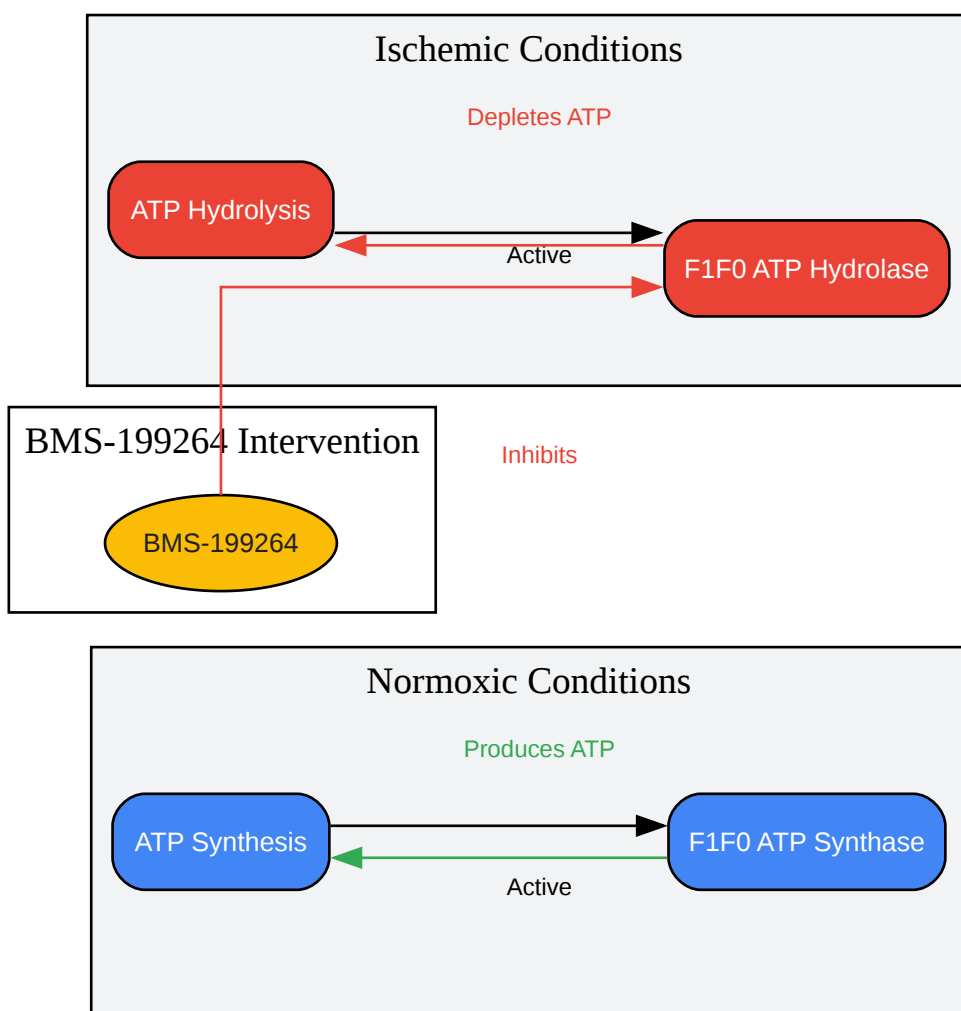 Ischemic Conditions
Depletes ATP
ATP Hydrolysis
Active
F1F0 ATP Hydrolase
BMS-199264 Intervention
Inhibits
BMS-199264
Normoxic Conditions
Produces ATP
ATP Synthesis
F1F0 ATP Synthase
Active